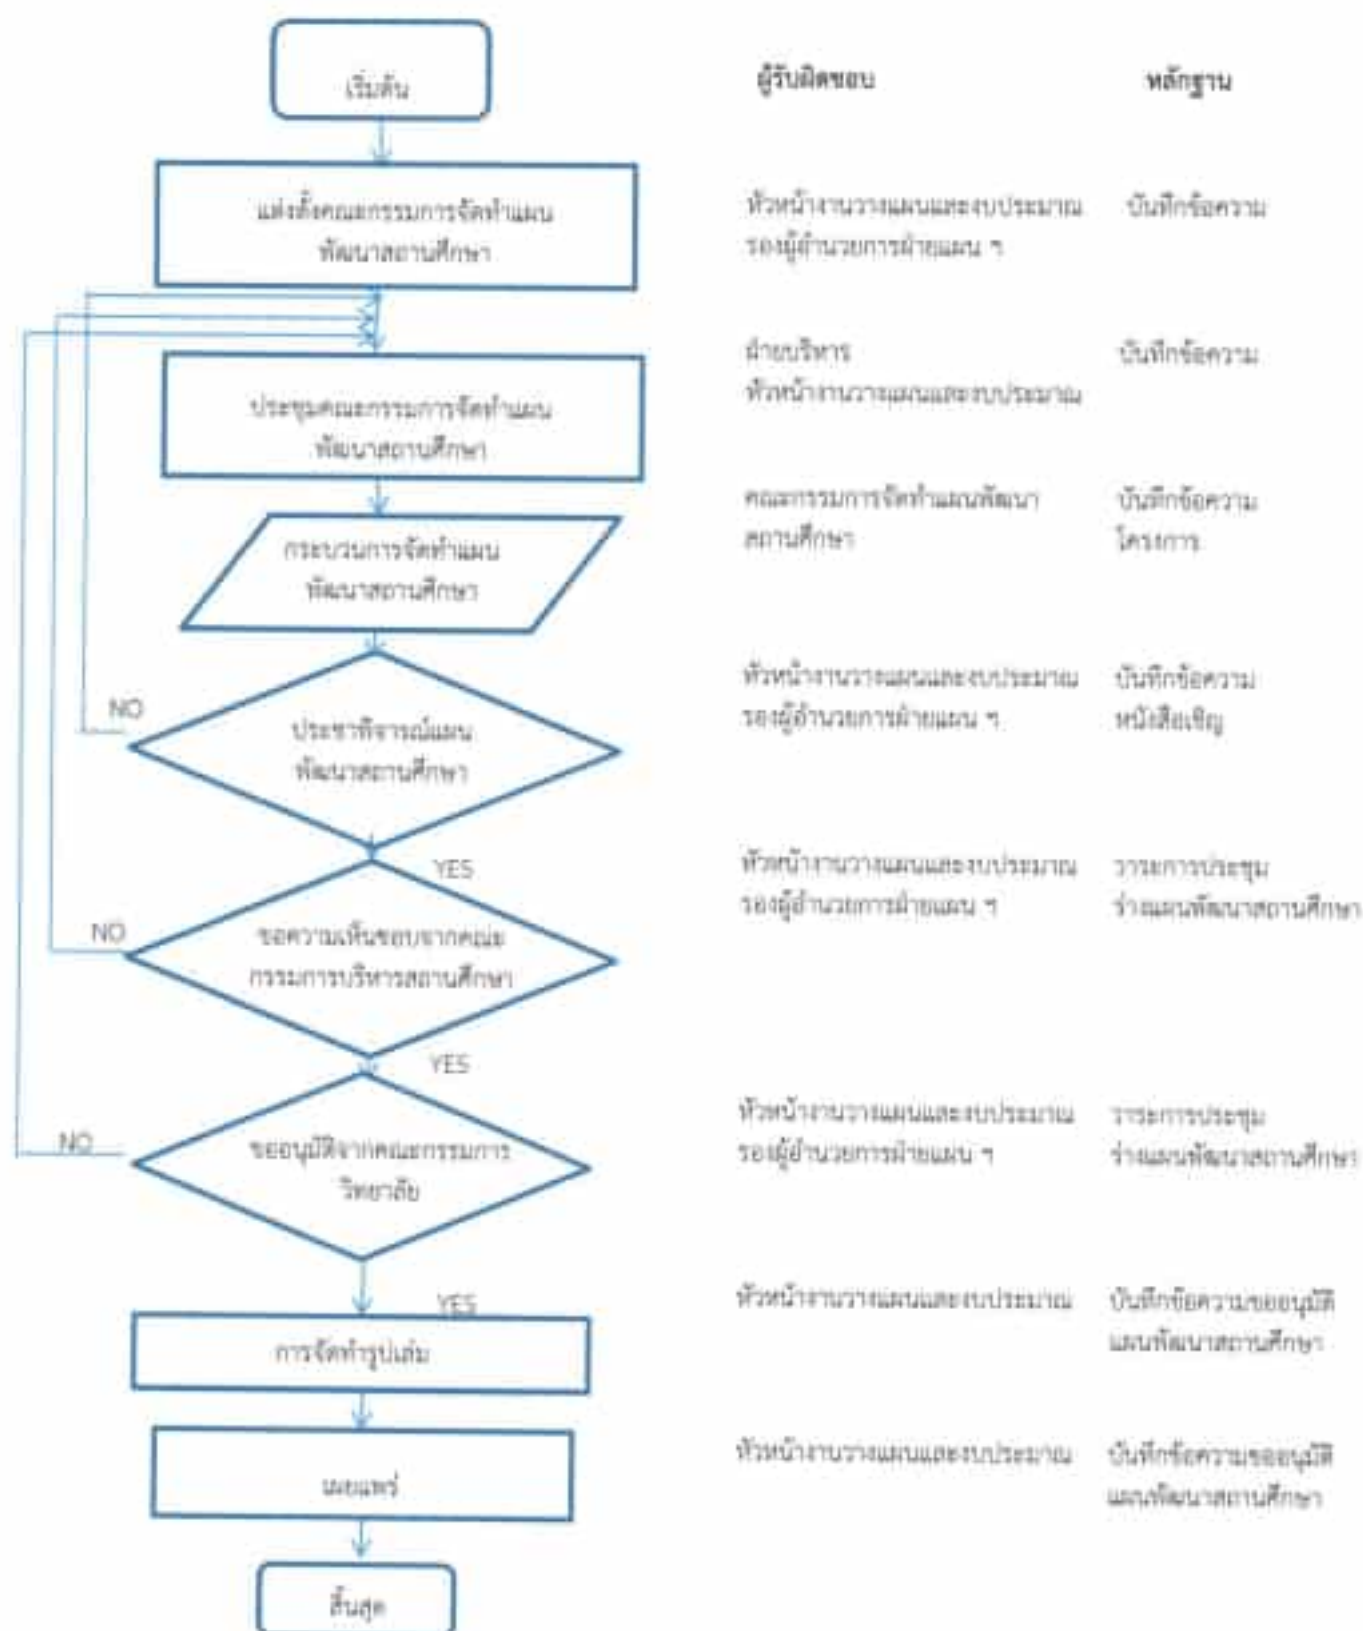 เริ่มต้น
ผู้รับผิดชอบ
หลักฐาน
แต่งตั้งคณะกรรมการจัดทำแผน
พัฒนาสถานศึกษา
หัวหน้างานวางแผนและงบประมาณ
รองผู้อำนวยการฝ่ายแผน ฯ
บันทึกข้อความ
ประชุมคณะกรรมการจัดทำแผน
พัฒนาสถานศึกษา
ฝ่ายบริหาร
หัวหน้างานวางแผนและงบประมาณ
บันทึกข้อความ
กระบวนการจัดทำแผน
พัฒนาสถานศึกษา
คณะกรรมการจัดทำแผนพัฒนา
สถานศึกษา
บันทึกข้อความ
โครงการ
NO
ประชาพิจารณ์แผน
พัฒนาสถานศึกษา
หัวหน้างานวางแผนและงบประมาณ
รองผู้อำนวยการฝ่ายแผน ฯ
บันทึกข้อความ
หนังสือเชิญ
YES
NO
ขอความเห็นชอบจากคณะ
กรรมการบริหารสถานศึกษา
หัวหน้างานวางแผนและงบประมาณ
รองผู้อำนวยการฝ่ายแผน ฯ
วาระการประชุม
ร่างแผนพัฒนาสถานศึกษา
YES
NO
ขออนุมัติจากคณะกรรมการ
วิทยาลัย
หัวหน้างานวางแผนและงบประมาณ
รองผู้อำนวยการฝ่ายแผน ฯ
วาระการประชุม
ร่างแผนพัฒนาสถานศึกษา
YES
การจัดทำรูปเล่ม
หัวหน้างานวางแผนและงบประมาณ
บันทึกข้อความขออนุมัติ
แผนพัฒนาสถานศึกษา
เผยแพร่
หัวหน้างานวางแผนและงบประมาณ
บันทึกข้อความขออนุมัติ
แผนพัฒนาสถานศึกษา
สิ้นสุด